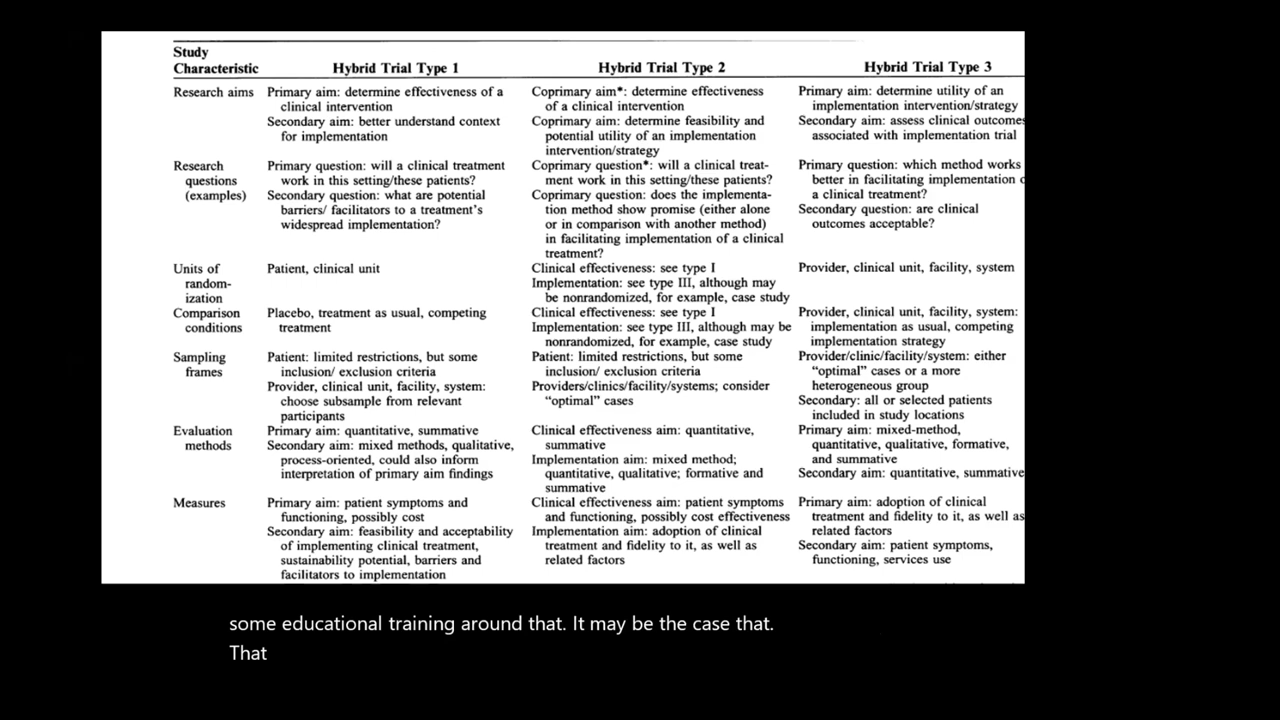 Study
Characteristic
Hybrid Trial Type 1
Hybrid Trial Type 2
Hybrid Trial Type 3
Research aims
Primary aim: determine effectiveness of a
clinical intervention
Secondary aim: better understand context
for implementation
Coprimary aim*: determine effectiveness
of a clinical intervention
Coprimary aim: determine feasibility and
potential utility of an implementation
intervention/strategy
Primary aim: determine utility of an
implementation intervention/strategy
Secondary aim: assess clinical outcomes
associated with implementation trial
Research
questions
(examples)
Primary question: will a clinical treatment
work in this setting/these patients?
Secondary question: what are potential
barriers/ facilitators to a treatment's
widespread implementation?
Coprimary question*: will a clinical treat-
ment work in this setting/these patients?
Coprimary question: does the implementa-
tion method show promise (either alone
or in comparison with another method)
in facilitating implementation of a clinical
treatment?
Primary question: which method works
better in facilitating implementation
a clinical treatment?
Secondary question: are clinical
outcomes acceptable?
Units of
random-
ization
Patient, clinical unit
Clinical effectiveness: see type I
Implementation: see type III, although may
be nonrandomized, for example, case study
Provider, clinical unit, facility, system
Comparison
conditions
Placebo, treatment as usual, competing
treatment
Clinical effectiveness: see type I
Implementation: see type III, although may be
nonrandomized, for example, case study
Provider, clinical unit, facility, system:
implementation as usual, competing
implementation strategy
Sampling
frames
Patient: limited restrictions, but some
inclusion/ exclusion criteria
Provider, clinical unit, facility, system:
choose subsample from relevant
participants
Patient: limited restrictions, but some
inclusion/ exclusion criteria
Providers/clinics/facility/systems; consider
"optimal" cases
Provider/clinic/facility/system: either
"optimal" cases or a more
heterogeneous group
Secondary: all or selected patients
included in study locations
Evaluation
methods
Primary aim: quantitative, summative
Secondary aim: mixed methods, qualitative,
process-oriented, could also inform
interpretation of primary aim findings
Clinical effectiveness aim: quantitative,
summative
Implementation aim: mixed method;
quantitative, qualitative; formative and
summative
Primary aim: mixed-method,
quantitative, qualitative, formative,
and summative
Secondary aim: quantitative, summative
Measures
Primary aim: patient symptoms and
functioning, possibly cost
Secondary aim: feasibility and acceptability
of implementing clinical treatment,
sustainability potential, barriers and
facilitators to implementation
Clinical effectiveness aim: patient symptoms
and functioning, possibly cost effectiveness
Implementation aim: adoption of clinical
treatment and fidelity to it, as well as
related factors
Primary aim: adoption of clinical
treatment and fidelity to it, as well as
related factors
Secondary aim: patient symptoms,
functioning, services use
some educational training around that. It may be the case that.
That